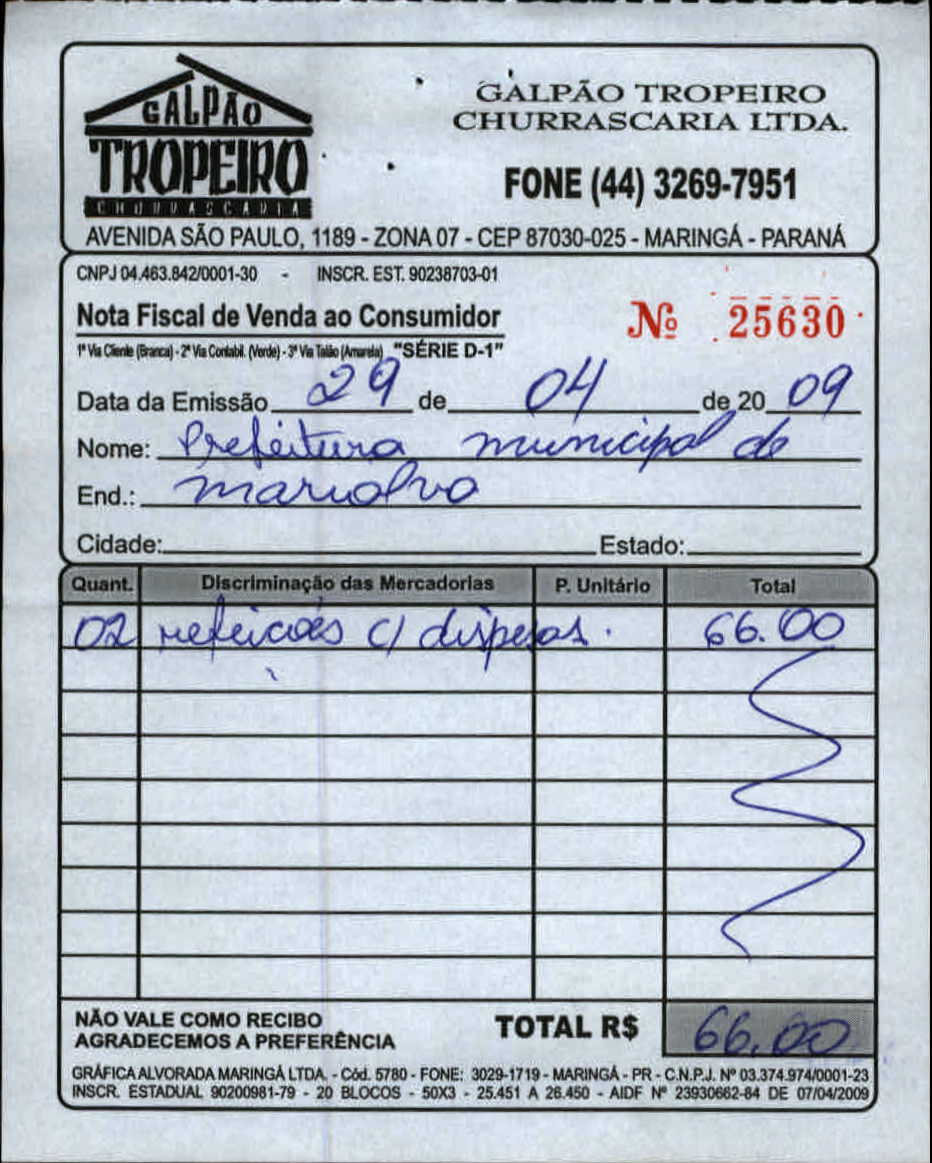 GALPÃO
TROPEIRO
CHURRASCARIA
GALPÃO TROPEIRO
CHURRASCARIA LTDA.
FONE (44) 3269-7951
AVENIDA SÃO PAULO, 1189 - ZONA 07 - CEP 87030-025 - MARINGÁ - PARANÁ
CNPJ 04.463.842/0001-30 - INSCR. EST. 90238703-01
Nota Fiscal de Venda ao Consumidor
Nº 25630
1ª Via Cliente (Branca) - 2ª Via Contabil. (Verde) - 3ª Via Talão (Amarela) "SÉRIE D-1"
Data da Emissão 29 de 04 de 20 09
Nome: Prefeitura municipal de
End.: marialva
Cidade: Estado:
Quant. Discriminação das Mercadorias P. Unitário Total
02 refeicoes c/ dispesas. 66.00
NÃO VALE COMO RECIBO
AGRADECEMOS A PREFERÊNCIA
TOTAL R$ 66.00
GRÁFICA ALVORADA MARINGÁ LTDA. - Cód. 5780 - FONE: 3029-1719 - MARINGÁ - PR - C.N.P.J. Nº 03.374.974/0001-23
INSCR. ESTADUAL 90200981-79 - 20 BLOCOS - 50X3 - 25.451 A 26.450 - AIDF Nº 23930662-84 DE 07/04/2009